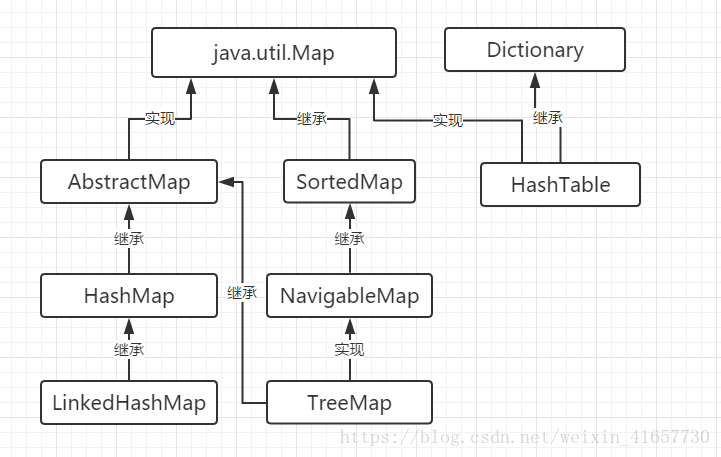 java.util.Map
Dictionary
实现
继承
实现
继承
AbstractMap
SortedMap
HashTable
继承
继承
继承
HashMap
NavigableMap
继承
实现
LinkedHashMap
TreeMap
https://blog.csdn.net/weixin_41657730